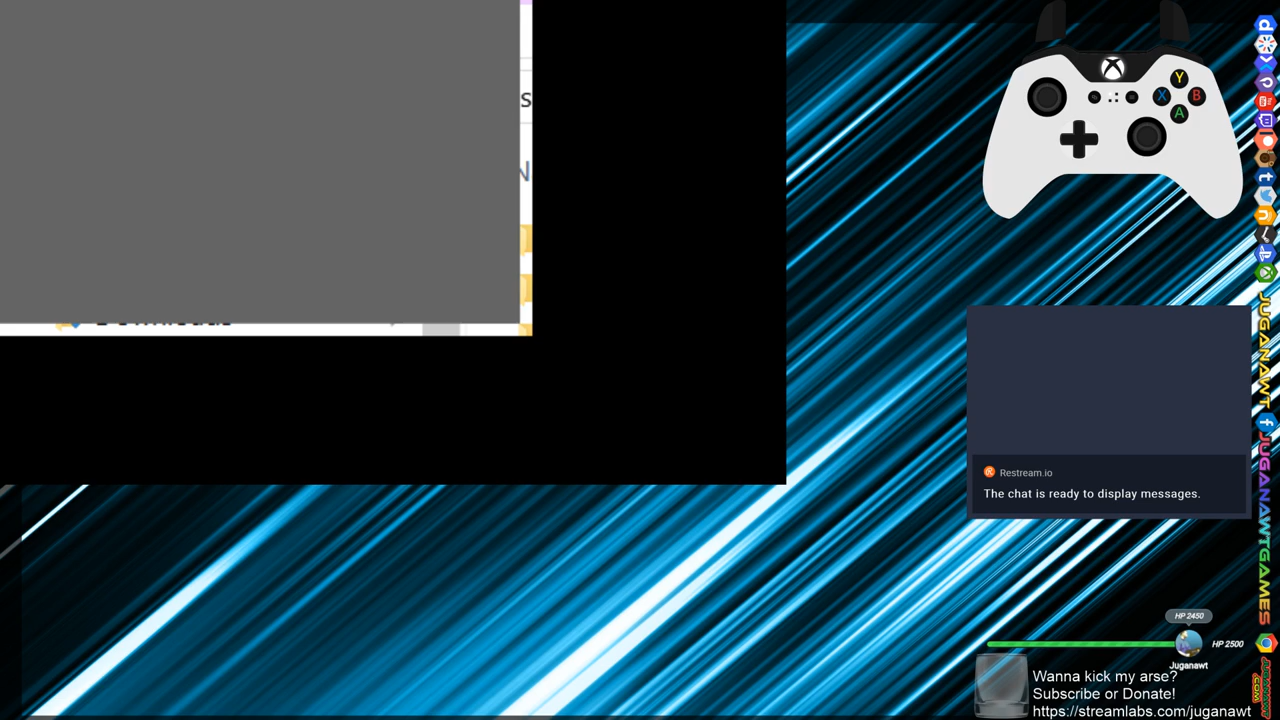 s
N
Y
X
B
A
Restream.io
The chat is ready to display messages.
JUGANAWT
JUGANAWTGAMES
HP 2450
HP 2500
Juganawt
Wanna kick my arse?
Subscribe or Donate!
https://streamlabs.com/juganawt